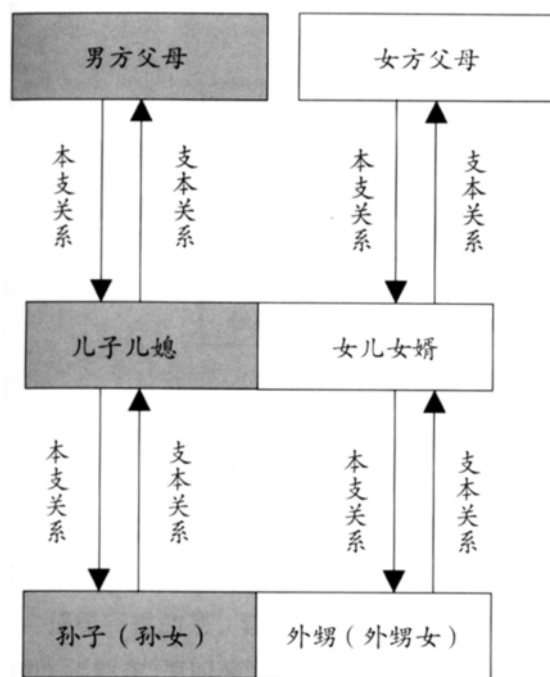 男方父母
女方父母
本支关系
支本关系
本支关系
支本关系
儿子儿媳
女儿女婿
本支关系
支本关系
本支关系
支本关系
孙子（孙女）
外甥（外甥女）